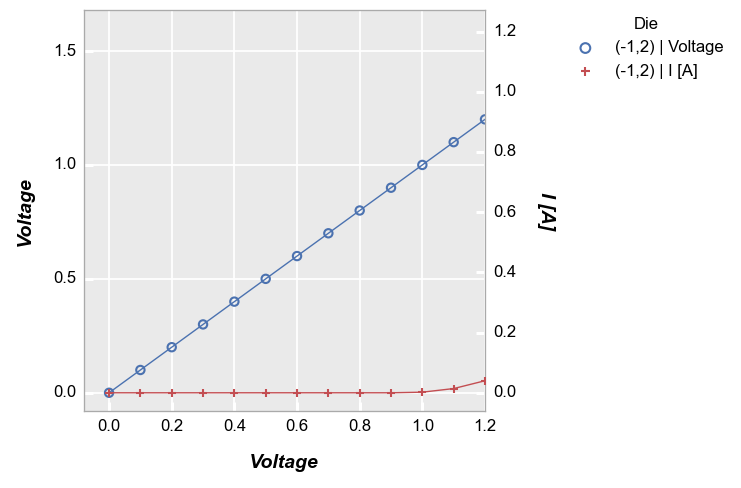 Die
(-1,2) | Voltage
(-1,2) | I [A]
Voltage
1.5
1.0
0.5
0.0
1.2
1.0
0.8
0.6
0.4
0.2
0.0
I [A]
0.0 0.2 0.4 0.6 0.8 1.0 1.2
Voltage